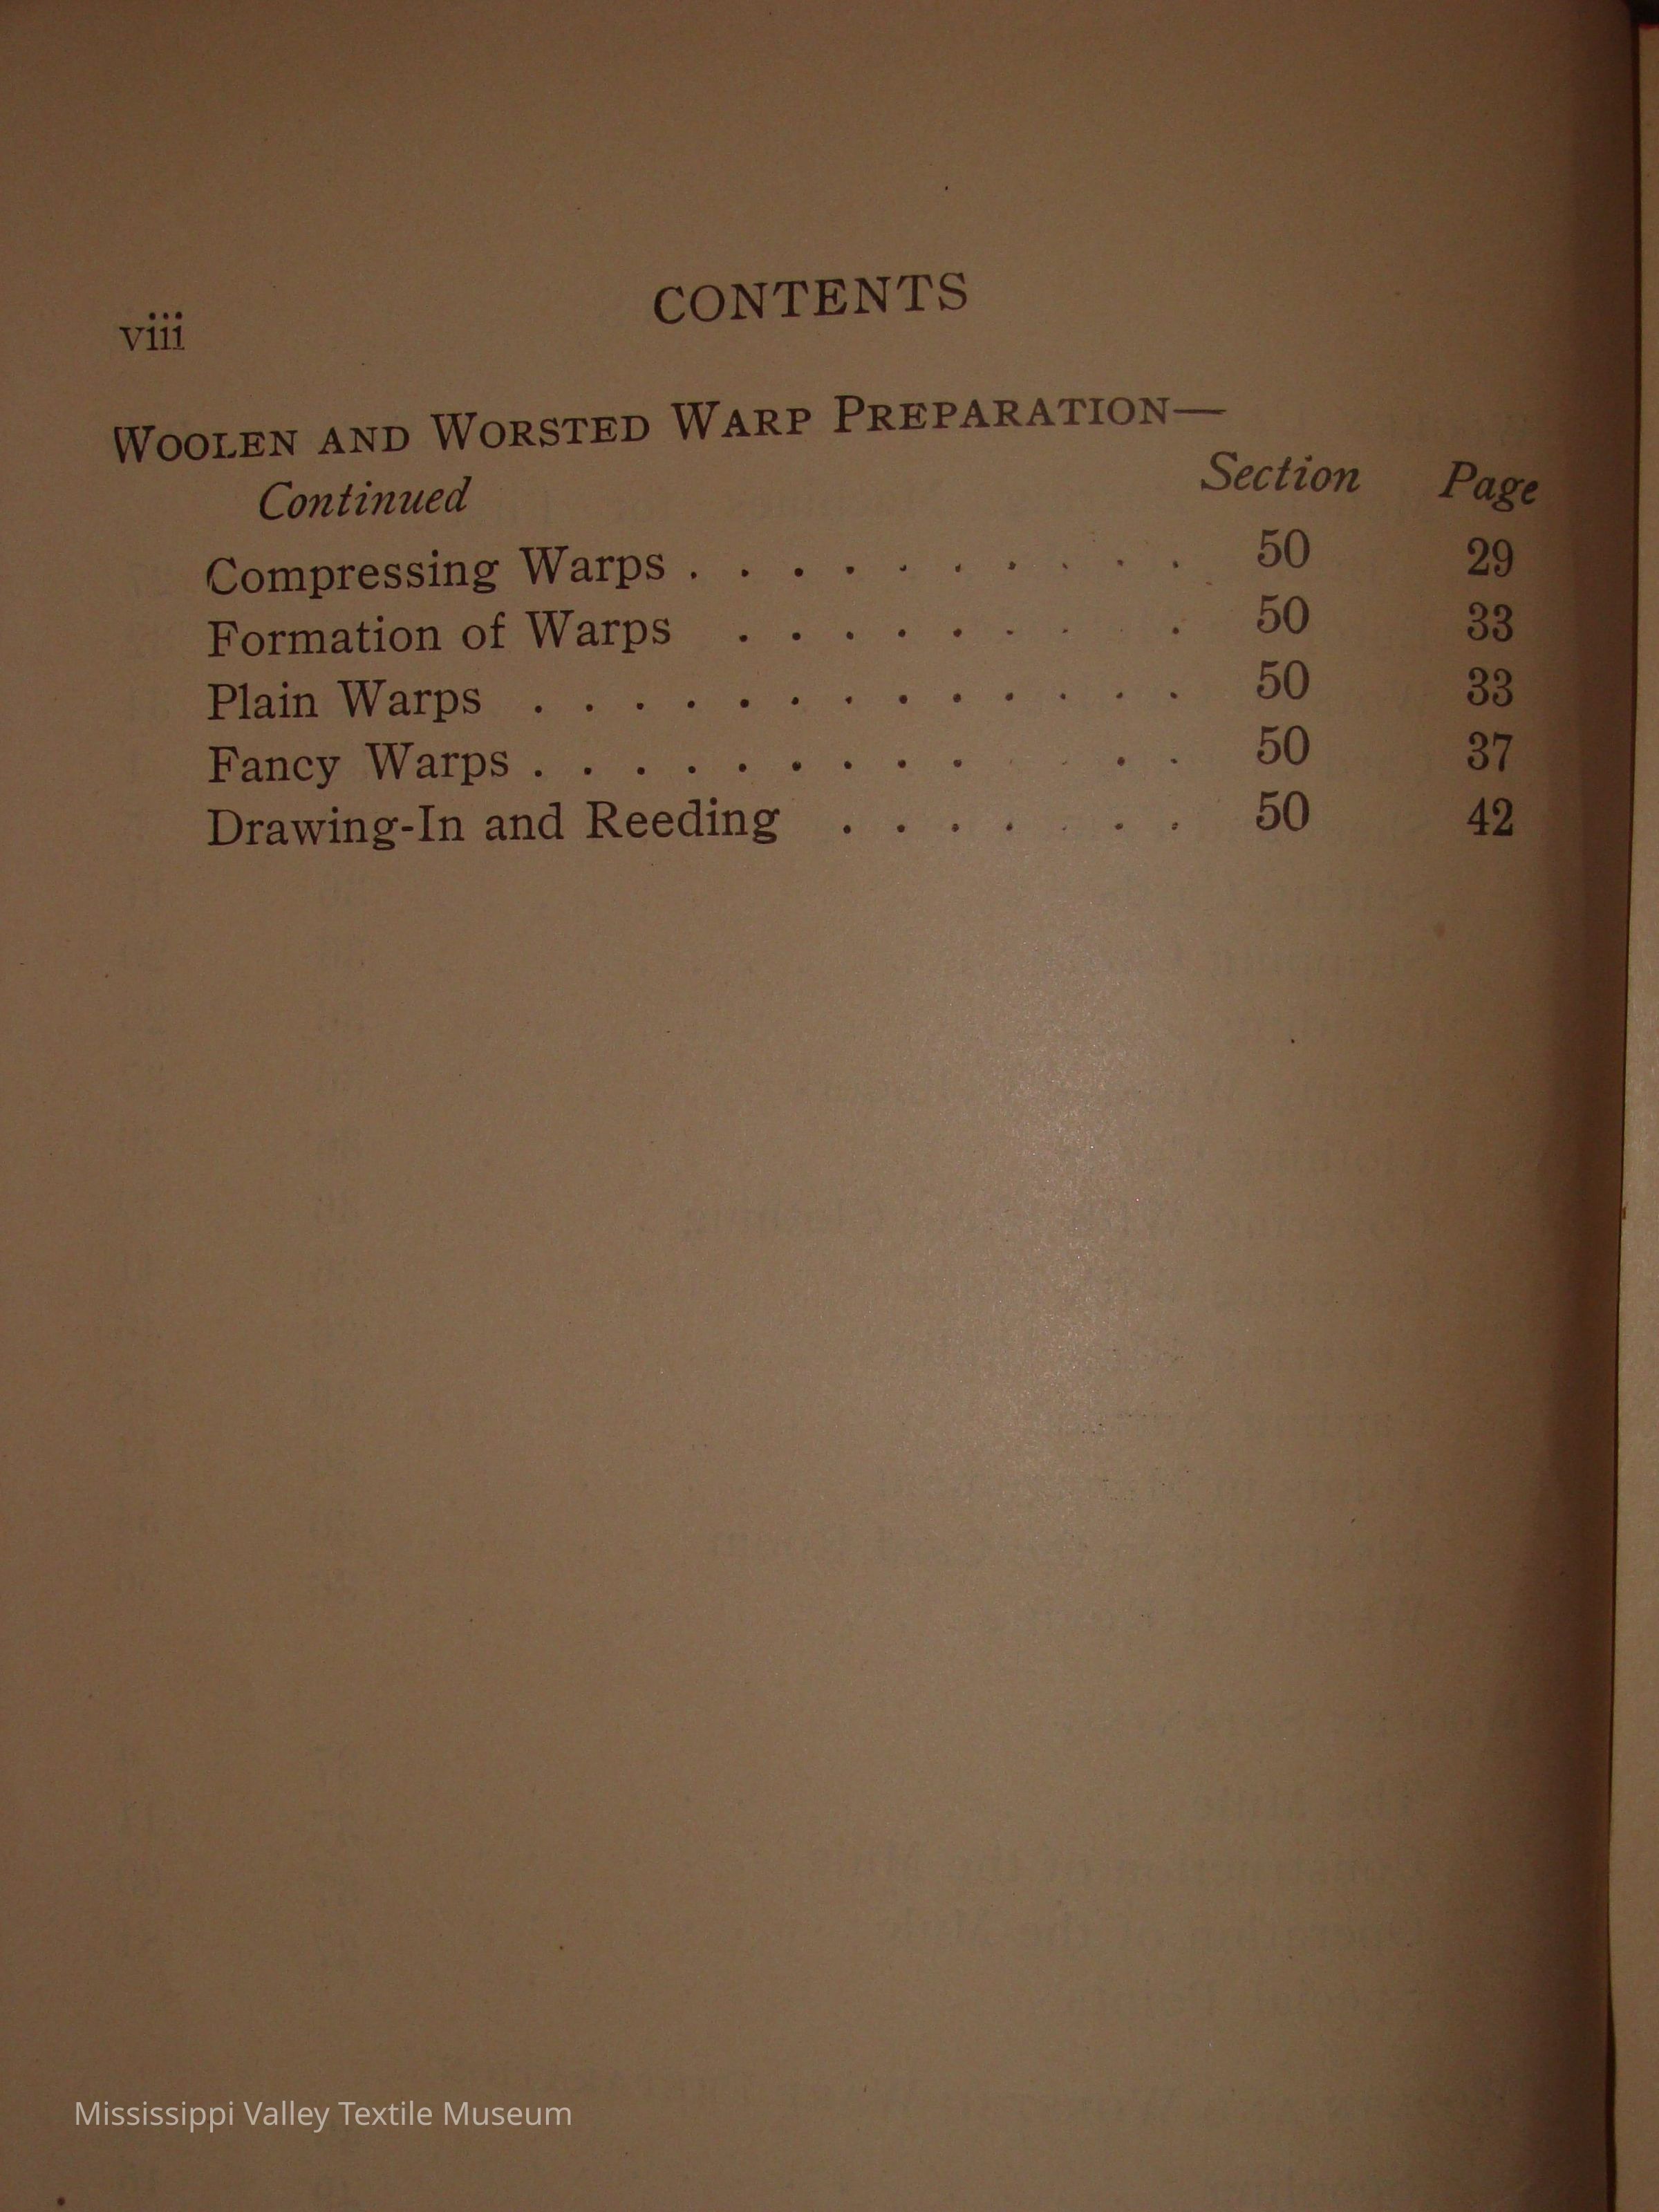 viii CONTENTS
WOOLEN AND WORSTED WARP PREPARATION—
Continued Section Page
Compressing Warps . . . . . . . . . . 50 29
Formation of Warps . . . . . . . . . 50 33
Plain Warps . . . . . . . . . . . . . 50 33
Fancy Warps . . . . . . . . . . . . . 50 37
Drawing-In and Reeding . . . . . . . 50 42
Mississippi Valley Textile Museum